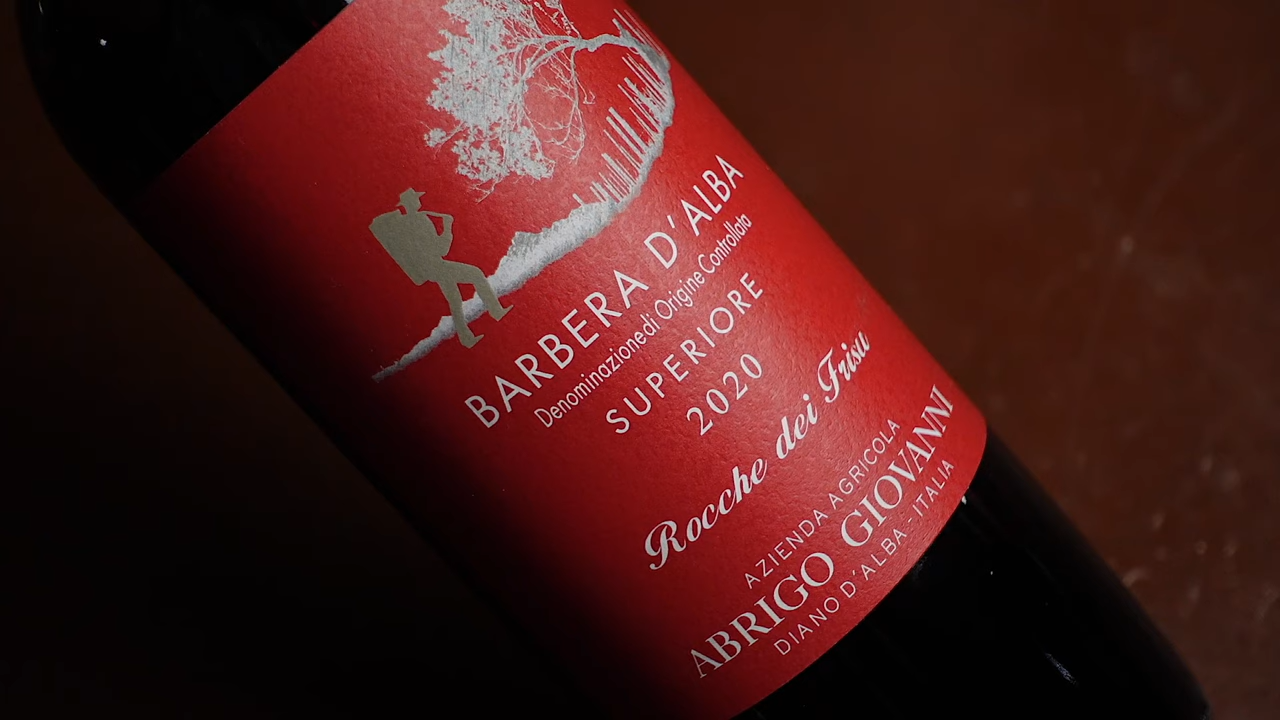 BARBERA D'ALBA
Denominazione di Origine Controllata
SUPERIORE
2020
Rocche dei Frisu
AZIENDA AGRICOLA
ABRIGO GIOVANNI
DIANO D'ALBA - ITALIA